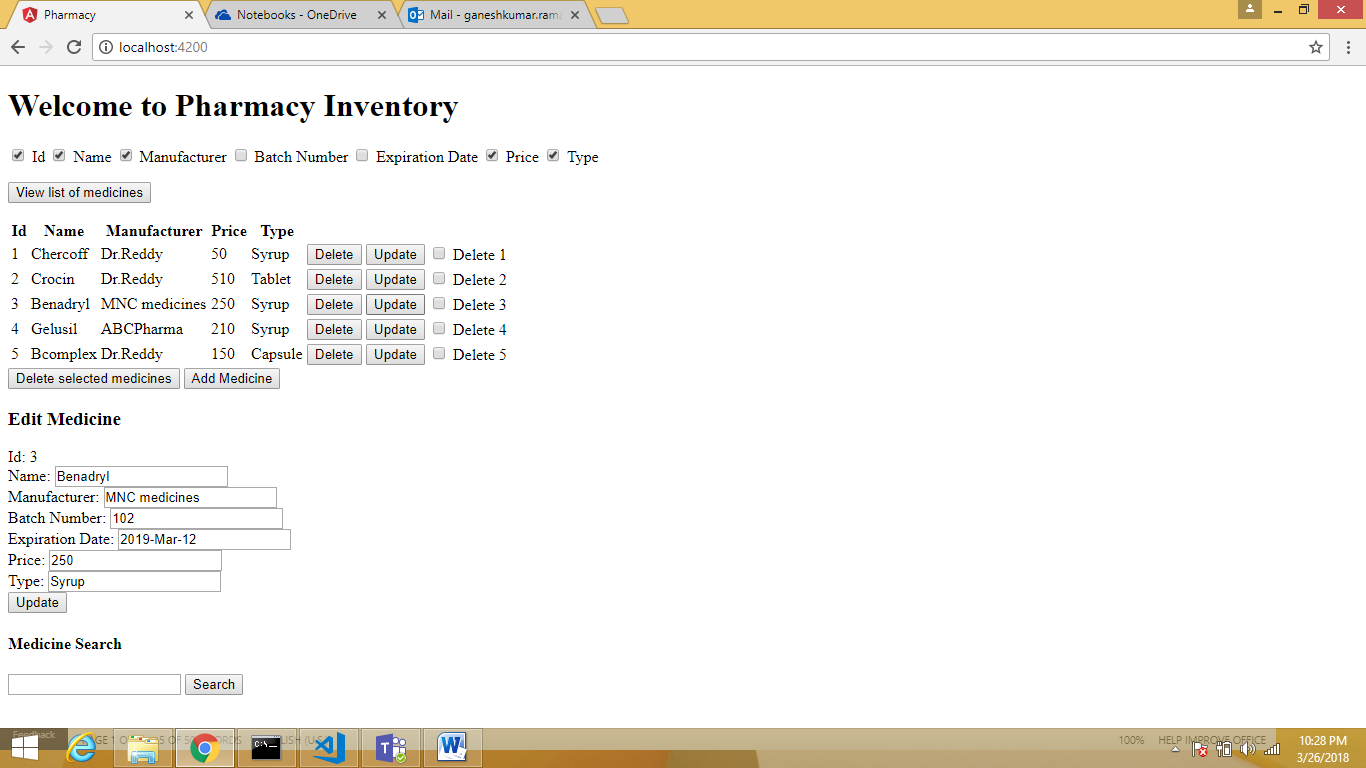 Pharmacy Notebooks - OneDrive Mail - ganeshkumar.rama
localhost:4200
Welcome to Pharmacy Inventory
Id Name Manufacturer Batch Number Expiration Date Price Type
View list of medicines
Id Name Manufacturer Price Type
1 Chercoff Dr.Reddy 50 Syrup Delete Update Delete 1
2 Crocin Dr.Reddy 510 Tablet Delete Update Delete 2
3 Benadryl MNC medicines 250 Syrup Delete Update Delete 3
4 Gelusil ABCPharma 210 Syrup Delete Update Delete 4
5 Bcomplex Dr.Reddy 150 Capsule Delete Update Delete 5
Delete selected medicines Add Medicine
Edit Medicine
Id: 3
Name: Benadryl
Manufacturer: MNC medicines
Batch Number: 102
Expiration Date: 2019-Mar-12
Price: 250
Type: Syrup
Update
Medicine Search
Search
Feedback
100% HELP IMPROVE OFFICE
10:28 PM
3/26/2018